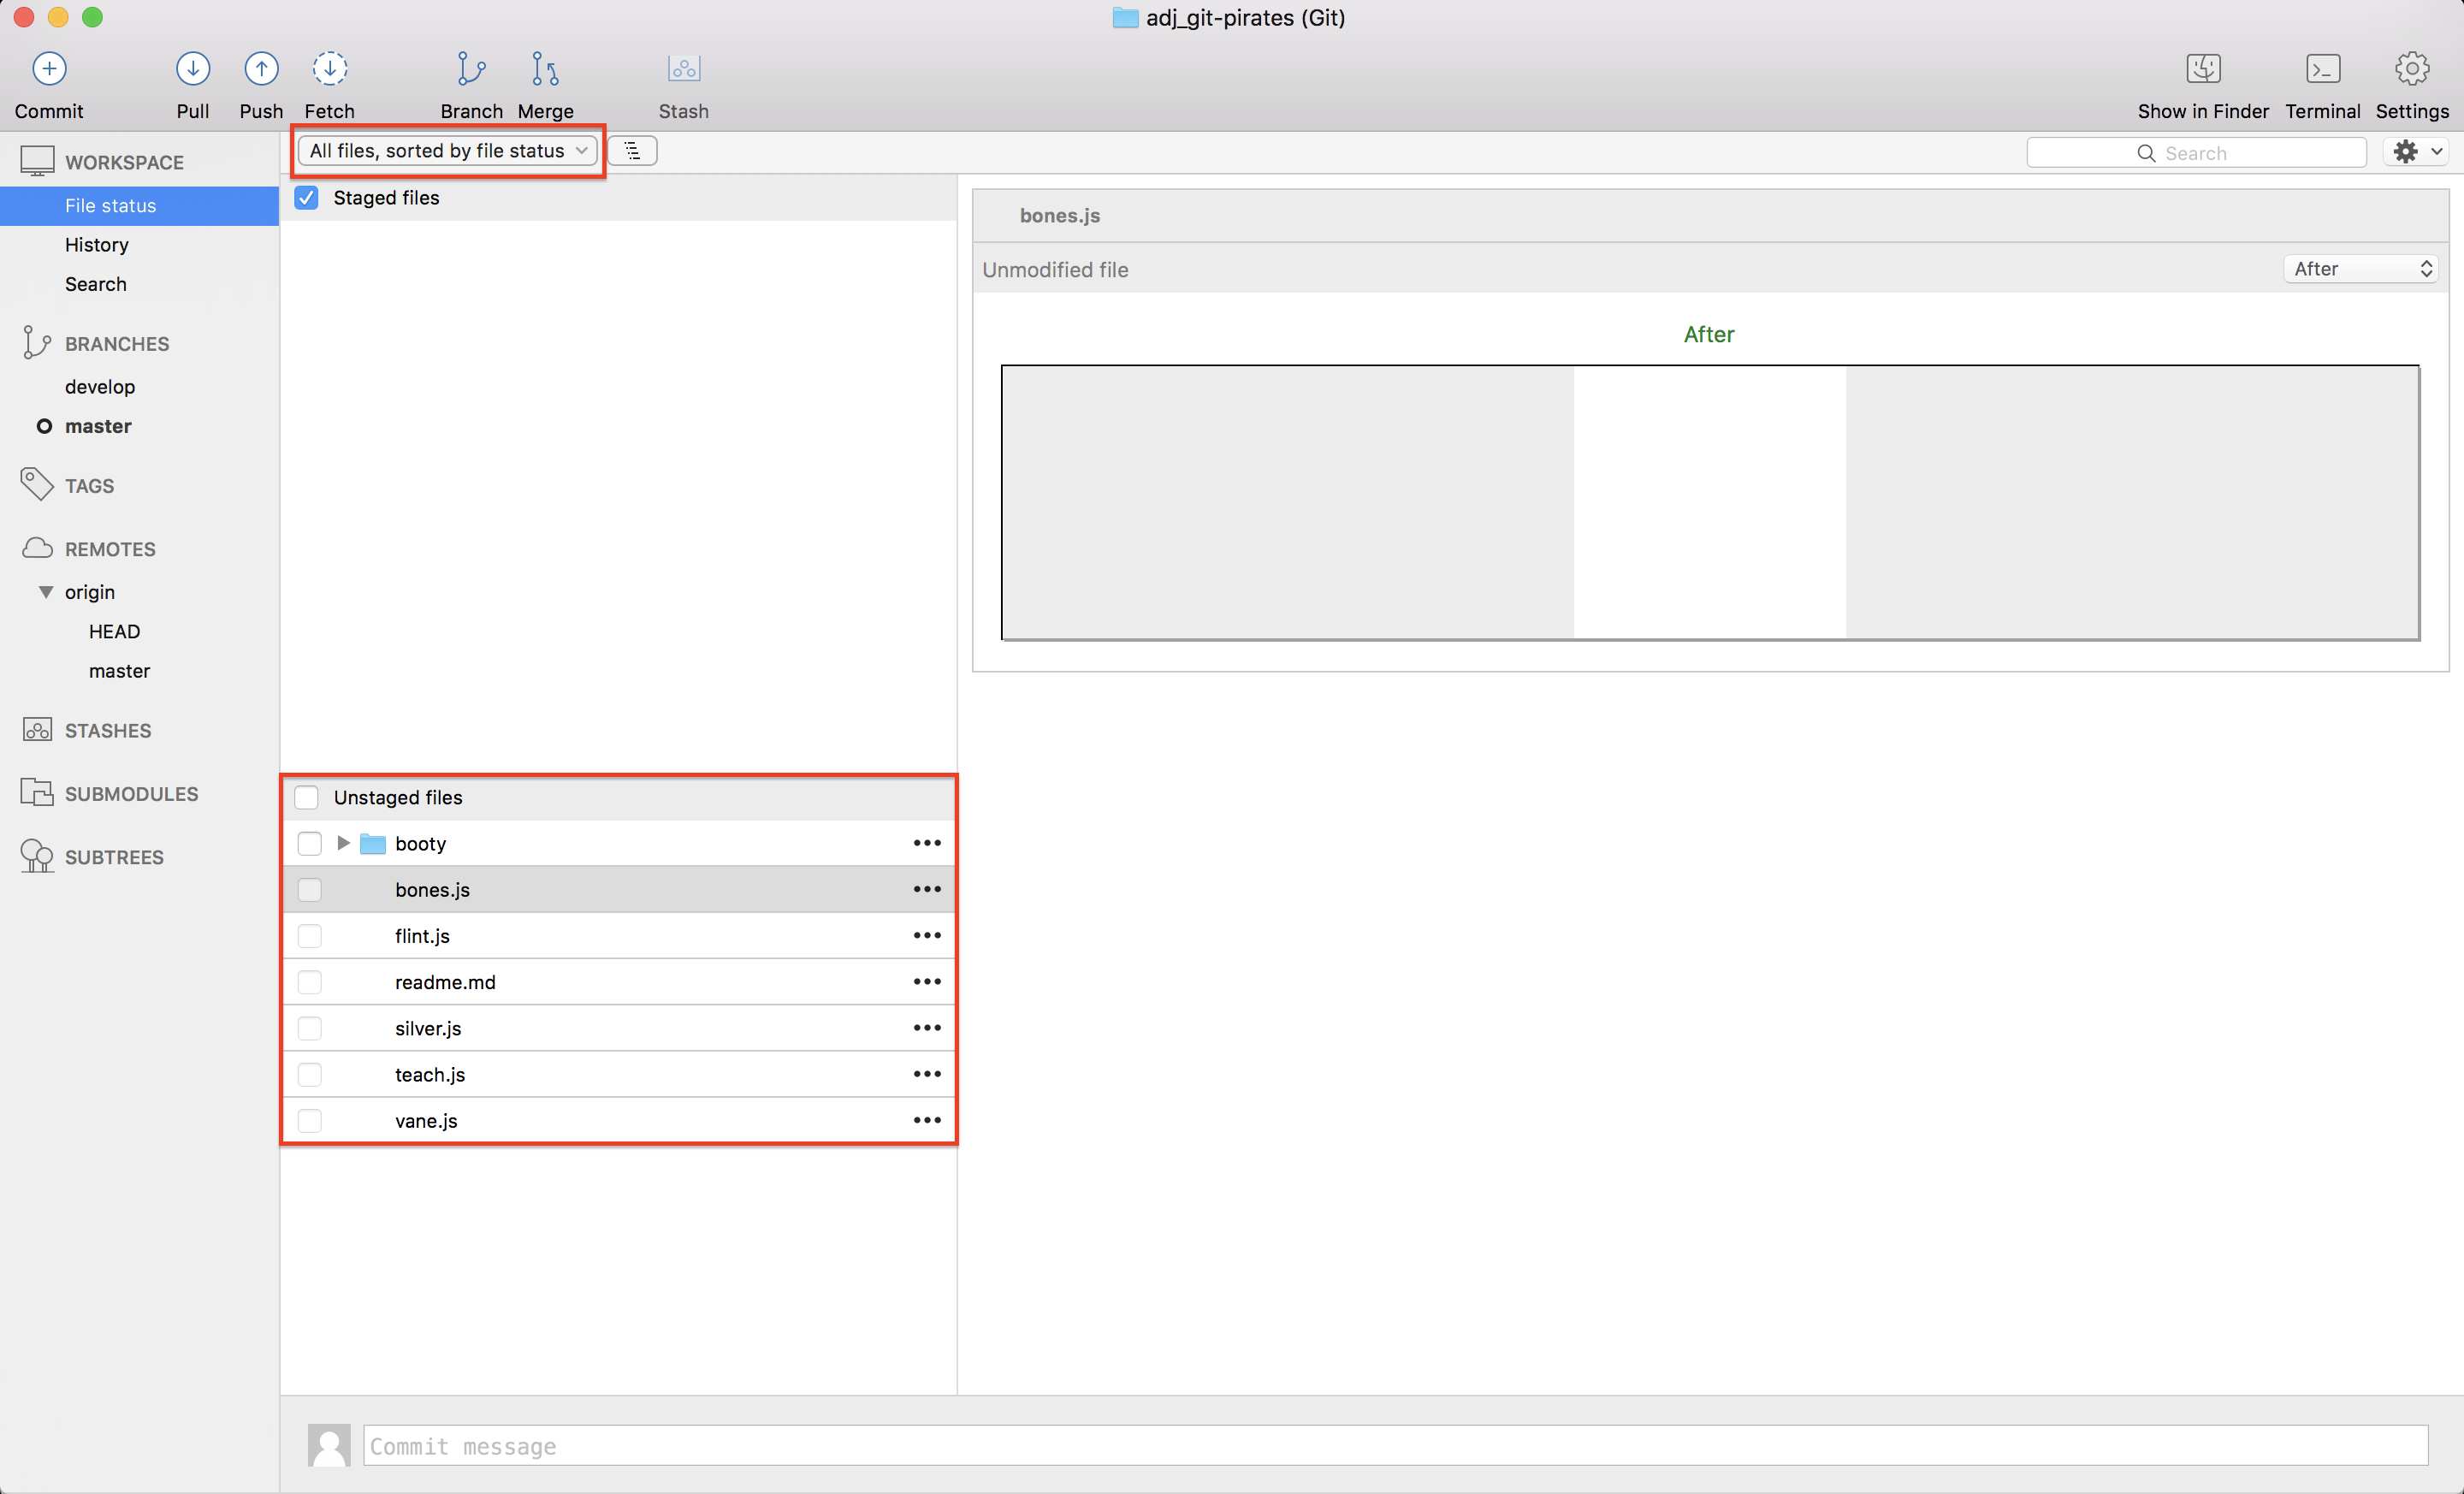 adj_git-pirates (Git)
Commit
Pull
Push
Fetch
Branch
Merge
Stash
Show in Finder
Terminal
Settings
All files, sorted by file status
Search
WORKSPACE
File status
History
Search
BRANCHES
develop
master
TAGS
REMOTES
origin
HEAD
master
STASHES
SUBMODULES
SUBTREES
Staged files
Unstaged files
booty
bones.js
flint.js
readme.md
silver.js
teach.js
vane.js
bones.js
Unmodified file
After
After
Commit message